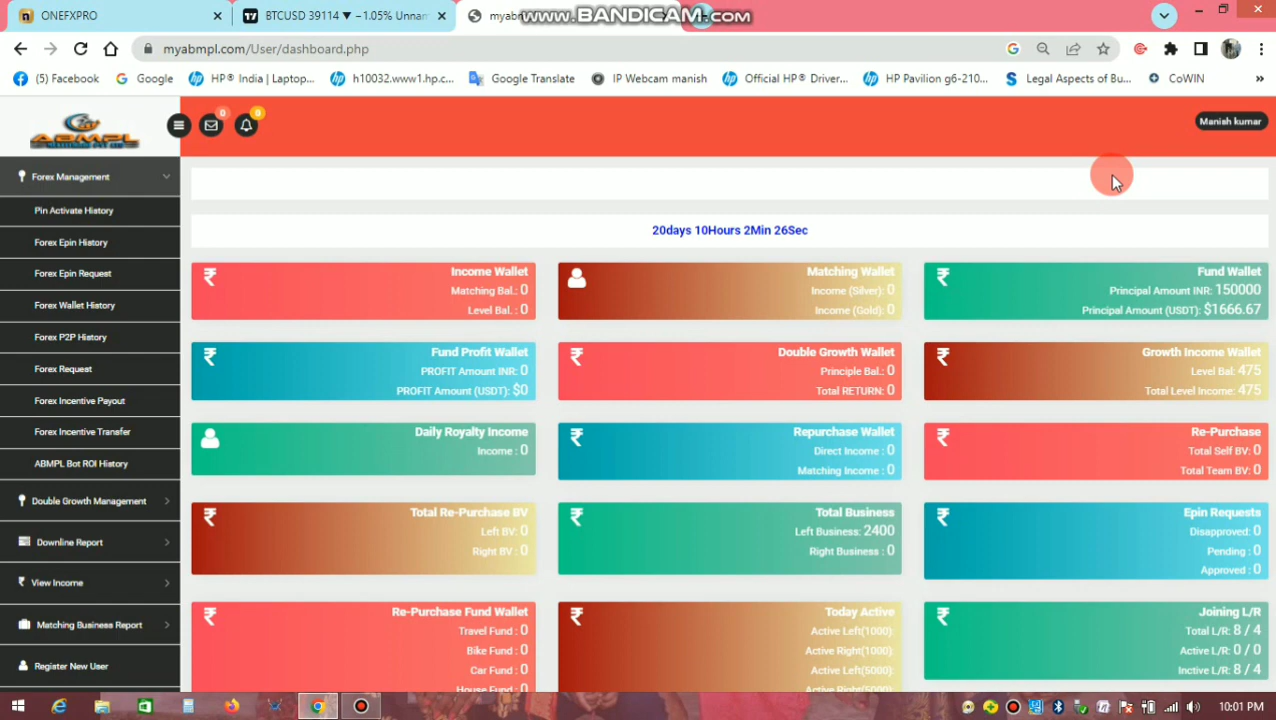 ONEFXPRO
BTCUSD 39114 ▼ −1.05% Unnam
myabm
www.BANDICAM.com
myabmpl.com/User/dashboard.php
(5) Facebook
Google
HP® India | Laptop...
h10032.www1.hp.c...
Google Translate
IP Webcam manish
Official HP® Driver...
HP Pavilion g6-210...
Legal Aspects of Bu...
CoWIN
»
ABMPL
0
0
Manish kumar
Forex Management
Pin Activate History
Forex Epin History
Forex Epin Request
Forex Wallet History
Forex P2P History
Forex Request
Forex Incentive Payout
Forex Incentive Transfer
ABMPL Bot ROI History
Double Growth Management
Downline Report
View Income
Matching Business Report
Register New User
20days 10Hours 2Min 26Sec
Income Wallet
Matching Bal.: 0
Level Bal. : 0
Matching Wallet
Income (Silver): 0
Income (Gold): 0
Fund Wallet
Principal Amount INR: 150000
Principal Amount (USDT): $1666.67
Fund Profit Wallet
PROFIT Amount INR: 0
PROFIT Amount (USDT): $0
Double Growth Wallet
Principle Bal.: 0
Total RETURN: 0
Growth Income Wallet
Level Bal: 475
Total Level Income: 475
Daily Royalty Income
Income : 0
Repurchase Wallet
Direct Income : 0
Matching Income : 0
Re-Purchase
Total Self BV: 0
Total Team BV: 0
Total Re-Purchase BV
Left BV: 0
Right BV : 0
Total Business
Left Business: 2400
Right Business : 0
Epin Requests
Disapproved: 0
Pending : 0
Approved : 0
Re-Purchase Fund Wallet
Travel Fund : 0
Bike Fund : 0
Car Fund : 0
House Fund : 0
Today Active
Active Left(1000):
Active Right(1000):
Active Left(5000):
Active Right(5000):
Joining L/R
Total L/R: 8 / 4
Active L/R: 0 / 0
Inctive L/R: 8 / 4
10:01 PM